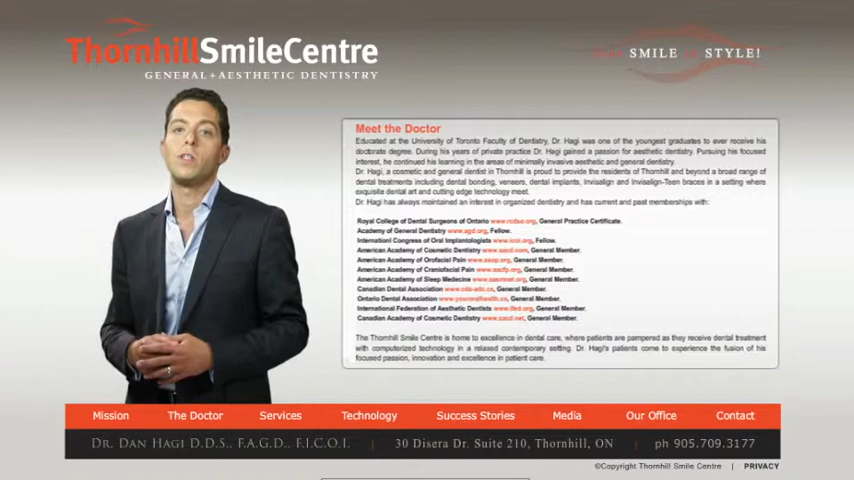 ThornhillSmileCentre
GENERAL+AESTHETIC DENTISTRY
SMILE STYLE!
Meet the Doctor
Educated at the University of Toronto Faculty of Dentistry, Dr. Hagi was one of the youngest graduates to ever receive his
doctorate degree. During his years of private practice Dr. Hagi gained a passion for aesthetic dentistry. Pursuing his focused
interest, he continued his learning in the areas of minimally invasive aesthetic and general dentistry.
Dr. Hagi, a cosmetic and general dentist in Thornhill is proud to provide the residents of Thornhill and beyond a broad range of
dental treatments including dental bonding, veneers, dental implants, Invisalign and Invisalign-Teen braces in a setting where
exquisite dental art and cutting edge technology meet.
Dr. Hagi has always maintained an interest in organized dentistry and has current and past memberships with:
Royal College of Dental Surgeons of Ontario www.rcdso.org, General Practice Certificate.
Academy of General Dentistry www.agd.org, Fellow.
Internationl Congress of Oral Implantologists www.icoi.org, Fellow.
American Academy of Cosmetic Dentistry www.aacd.com, General Member.
American Academy of Orofacial Pain www.aaop.org, General Member.
American Academy of Craniofacial Pain www.aacfp.org, General Member.
American Academy of Sleep Medecine www.aasmnet.org, General Member.
Canadian Dental Association www.cda-adc.ca, General Member.
Ontario Dental Association www.youroralhealth.ca, General Member.
International Federation of Aesthetic Dentists www.ifed.org, General Member.
Canadian Academy of Cosmetic Dentistry www.cacd.net, General Member.
The Thornhill Smile Centre is home to excellence in dental care, where patients are pampered as they receive dental treatment
with computerized technology in a relaxed contemporary setting. Dr. Hagi's patients come to experience the fusion of his
focused passion, innovation and excellence in patient care.
Mission The Doctor Services Technology Success Stories Media Our Office Contact
DR. DAN HAGI D.D.S., F.A.G.D., F.I.C.O.I. | 30 Disera Dr. Suite 210, Thornhill, ON | ph 905.709.3177
©Copyright Thornhill Smile Centre | PRIVACY